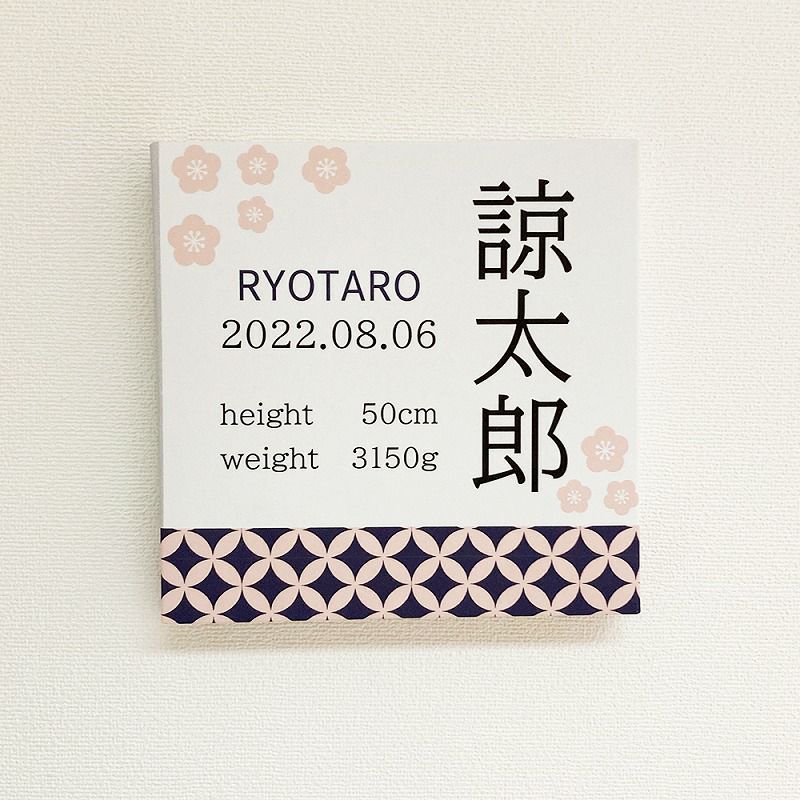 諒太郎
RYOTARO
2022.08.06
height 50cm
weight 3150g